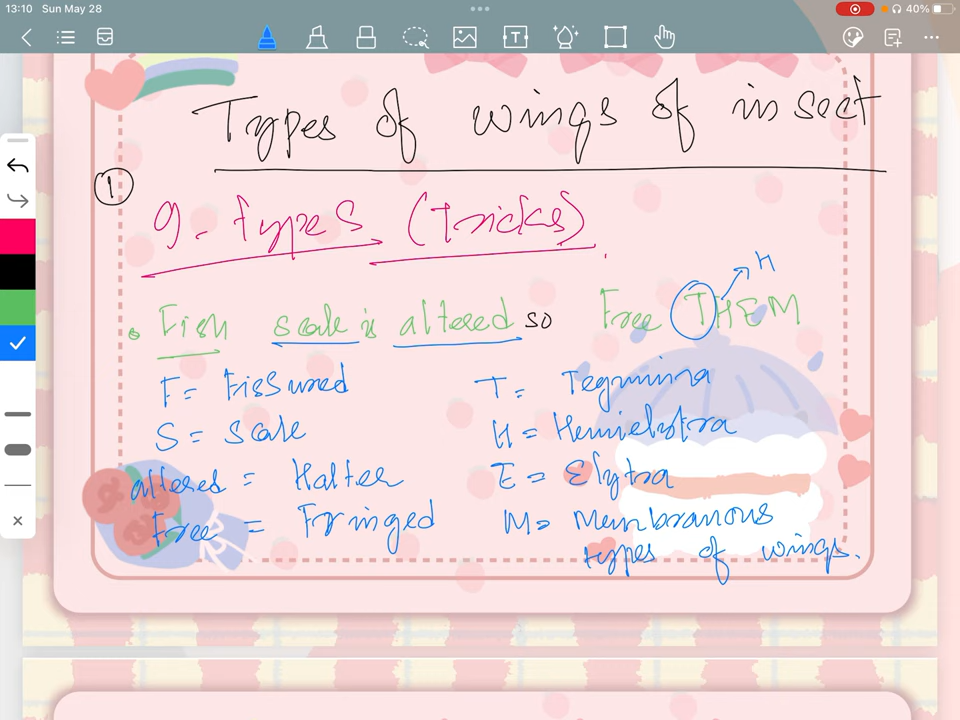 13:10 Sun May 28
40%
Types of wings of insect
1
9. types (Tricks)
H
Fish scale is altered so Free THEM
F = Fissured
T = Tegmina
S = Scale
H = Hemielytra
altered = Halter
E = Elytra
Free = Fringed
M = Membranous
types of wings.